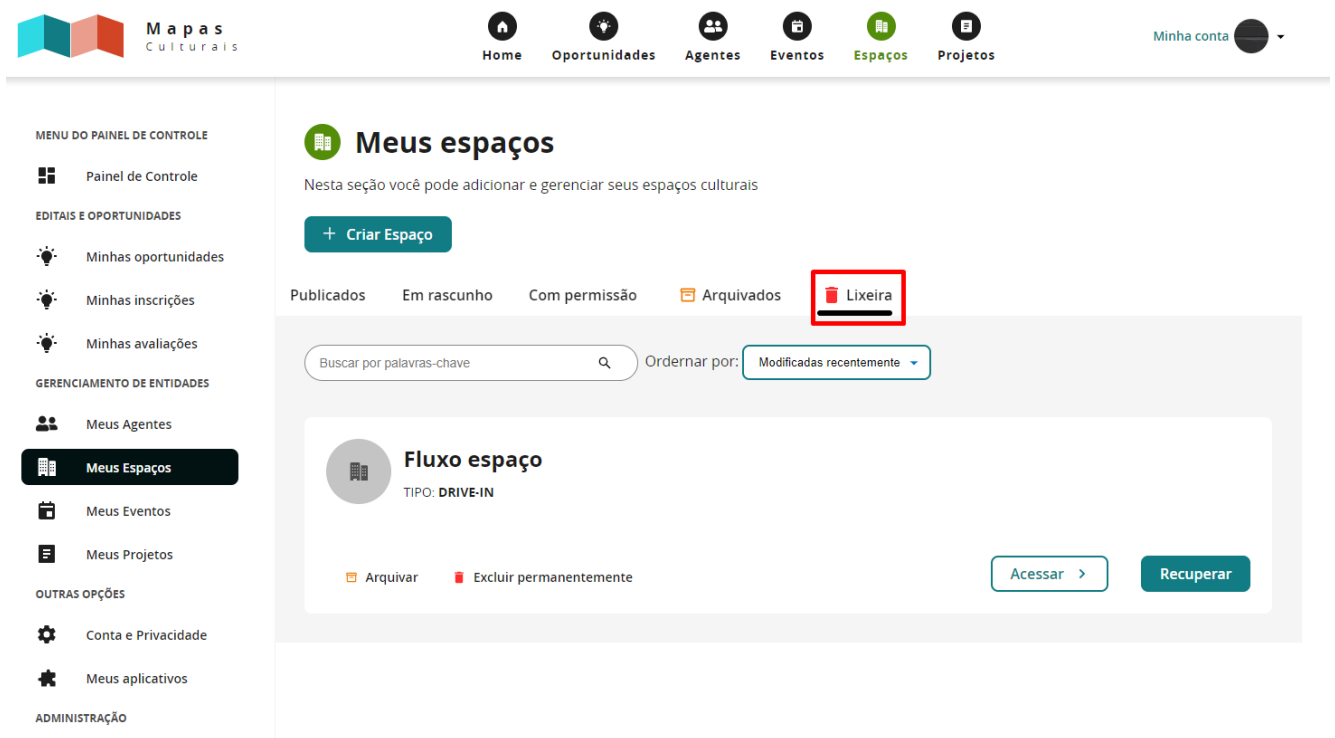 Mapas
Culturais
Home
Oportunidades
Agentes
Eventos
Espaços
Projetos
Minha conta
MENU DO PAINEL DE CONTROLE
Painel de Controle
EDITAIS E OPORTUNIDADES
Minhas oportunidades
Minhas inscrições
Minhas avaliações
GERENCIAMENTO DE ENTIDADES
Meus Agentes
Meus Espaços
Meus Eventos
Meus Projetos
OUTRAS OPÇÕES
Conta e Privacidade
Meus aplicativos
ADMINISTRAÇÃO
Meus espaços
Nesta seção você pode adicionar e gerenciar seus espaços culturais
+ Criar Espaço
Publicados
Em rascunho
Com permissão
Arquivados
Lixeira
Buscar por palavras-chave
Ordernar por:
Modificadas recentemente
Fluxo espaço
TIPO: DRIVE-IN
Arquivar
Excluir permanentemente
Acessar >
Recuperar